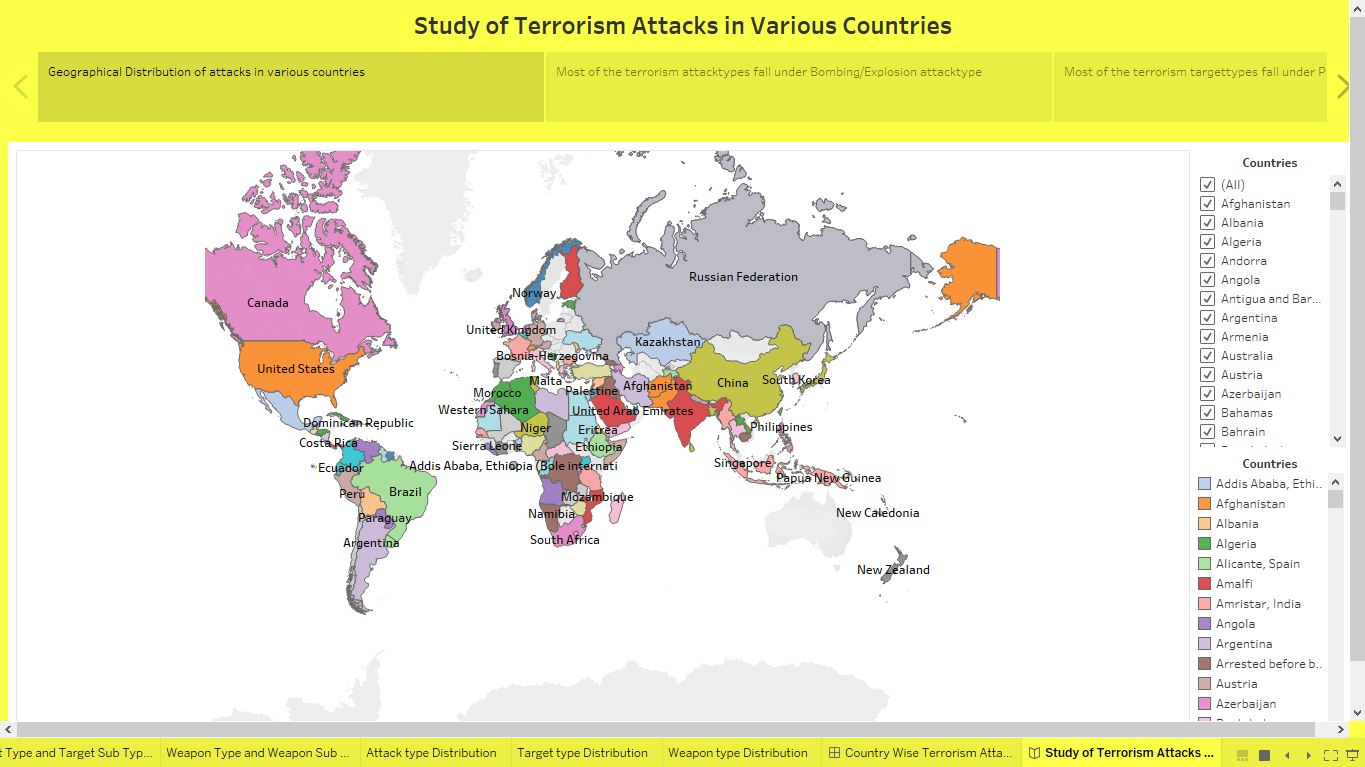 Study of Terrorism Attacks in Various Countries
Geographical Distribution of attacks in various countries
Most of the terrorism attacktypes fall under Bombing/Explosion attacktype
Most of the terrorism targettypes fall under P
Canada
United States
Dominican Republic
Costa Rica
Ecuador
Peru
Brazil
Paraguay
Argentina
Norway
United Kingdom
Bosnia-Herzegovina
Malta
Morocco
Palestine
Western Sahara
United Arab Emirates
Niger
Eritrea
Sierra Leone
Ethiopia
Addis Ababa, Ethiopia (Bole internati
Mozambique
Namibia
South Africa
Russian Federation
Kazakhstan
Afghanistan
China
South Korea
Philippines
Singapore
Papua New Guinea
New Caledonia
New Zealand
Countries
(All)
Afghanistan
Albania
Algeria
Andorra
Angola
Antigua and Bar...
Argentina
Armenia
Australia
Austria
Azerbaijan
Bahamas
Bahrain
Countries
Addis Ababa, Ethi..
Afghanistan
Albania
Algeria
Alicante, Spain
Amalfi
Amristar, India
Angola
Argentina
Arrested before b..
Austria
Azerbaijan
t Type and Target Sub Typ...
Weapon Type and Weapon Sub ...
Attack type Distribution
Target type Distribution
Weapon type Distribution
Country Wise Terrorism Atta...
Study of Terrorism Attacks ...